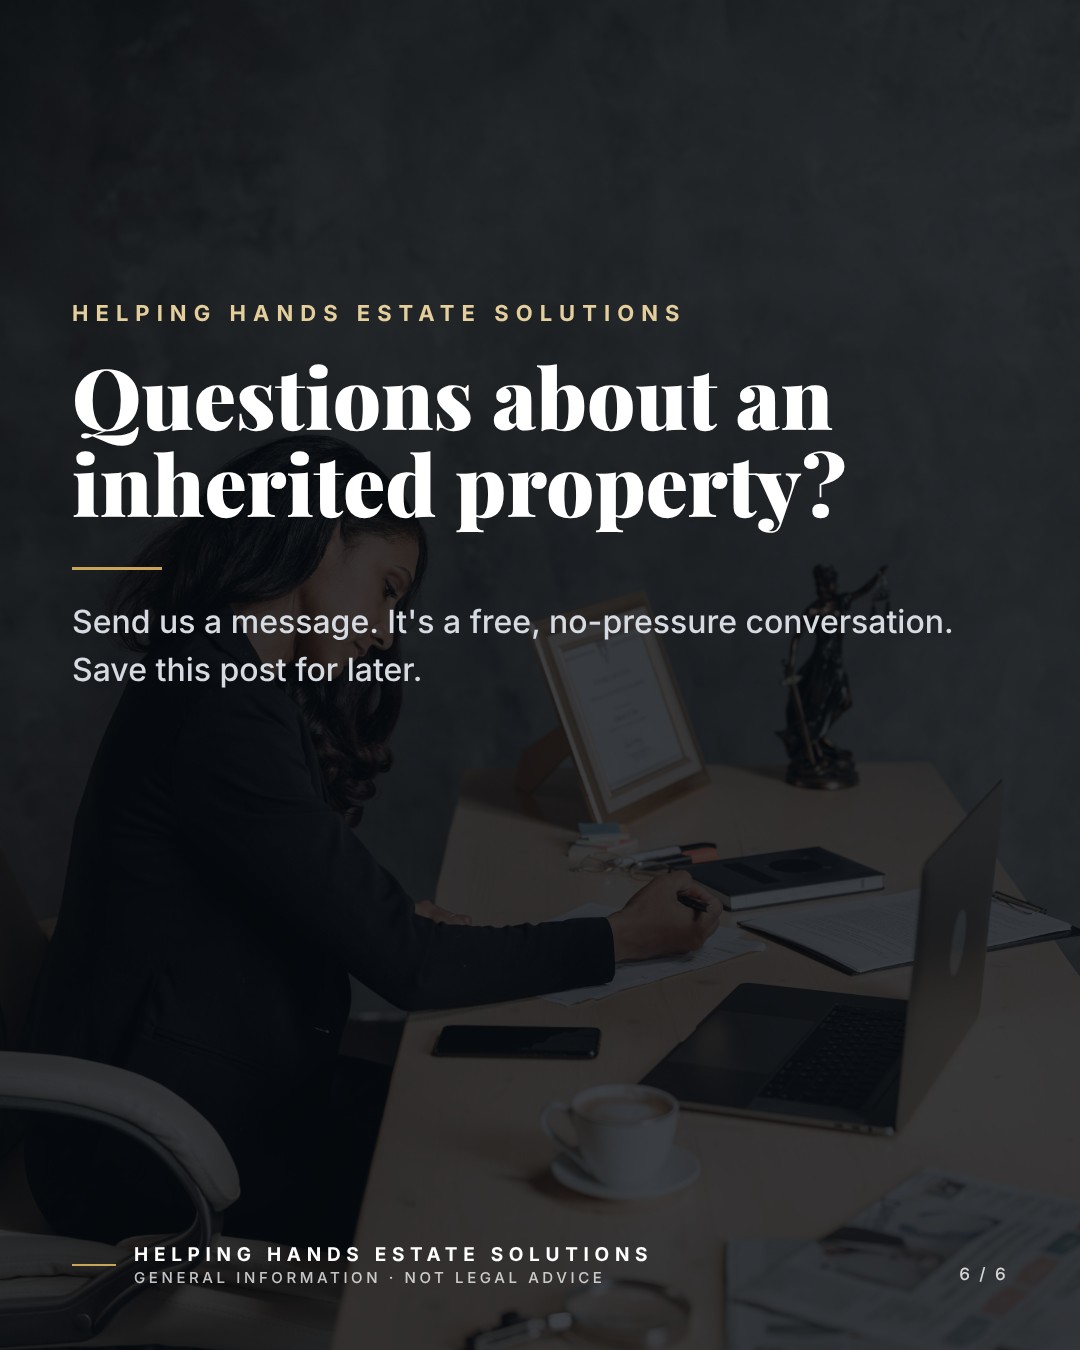 HELPING HANDS ESTATE SOLUTIONS
Questions about an
inherited property?
Send us a message. It's a free, no-pressure conversation.
Save this post for later.
HELPING HANDS ESTATE SOLUTIONS
GENERAL INFORMATION · NOT LEGAL ADVICE
6 / 6